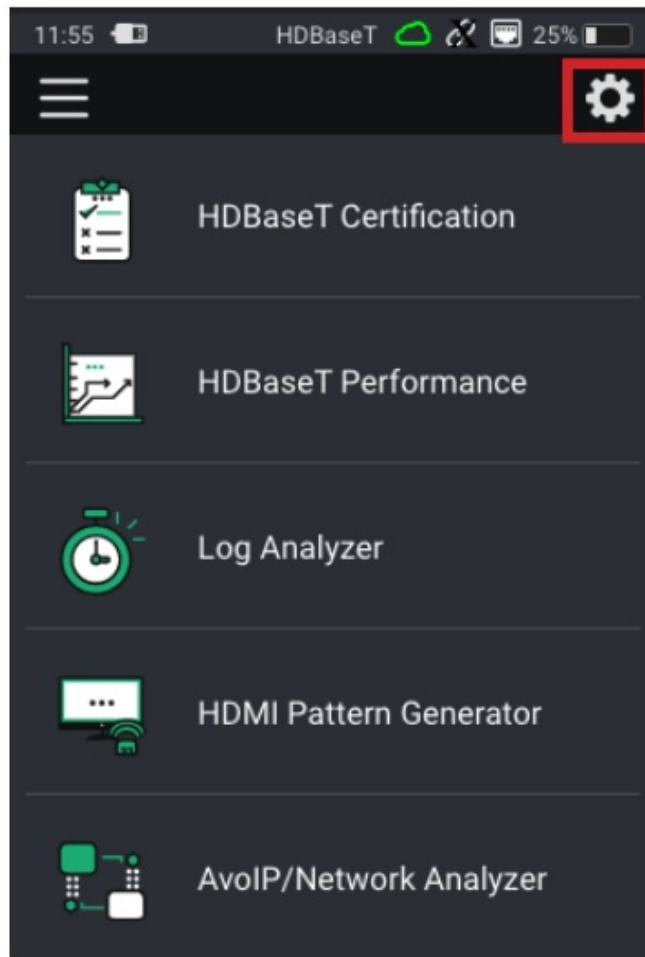 11:55 HDBaseT 25%
HDBaseT Certification
HDBaseT Performance
Log Analyzer
HDMI Pattern Generator
AvoIP/Network Analyzer